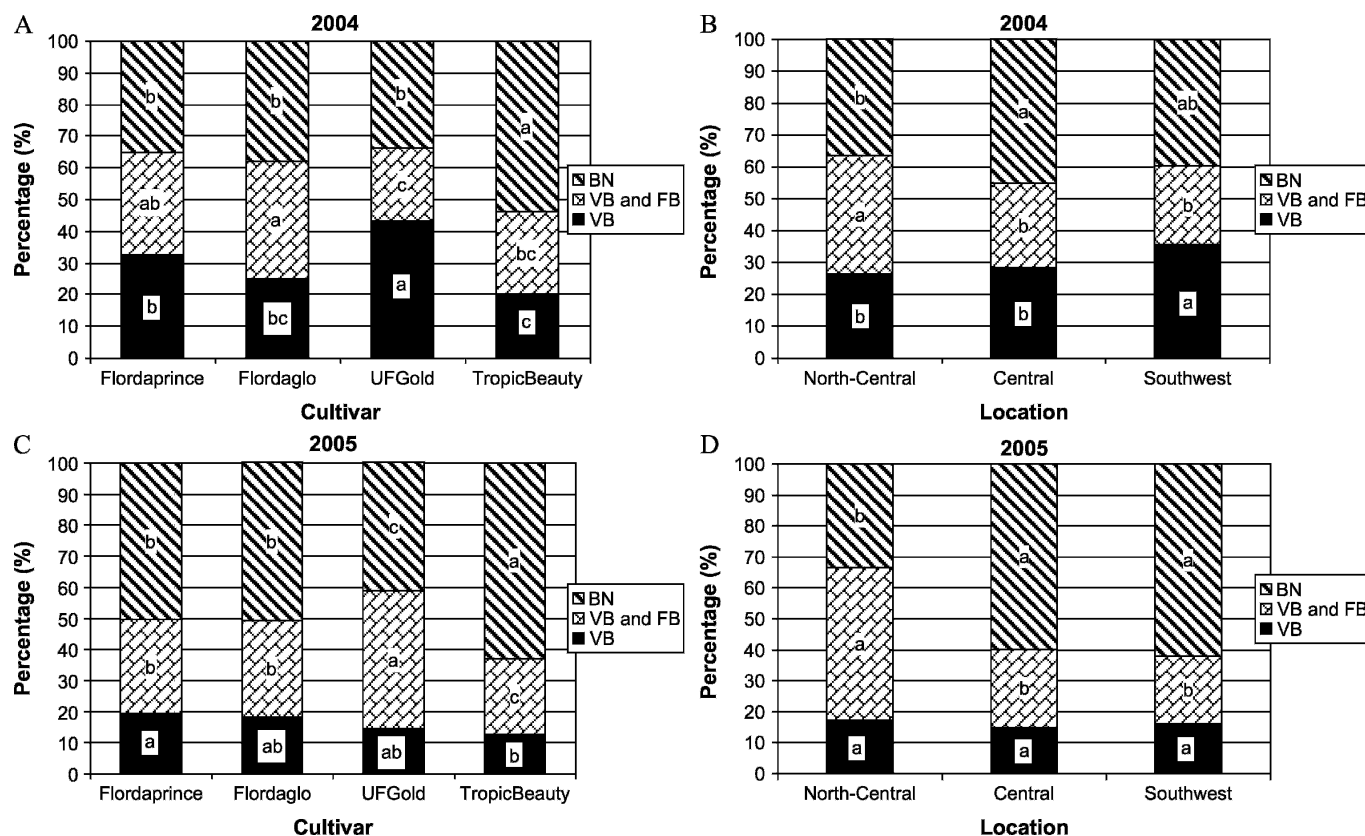 A
2004
100
90
80
70
60
50
40
30
20
10
0
Percentage (%)
b
b
b
a
ab
a
c
bc
b
bc
a
c
Flordaprince
Flordaglo
UFGold
TropicBeauty
Cultivar
BN
VB and FB
VB
B
2004
100
90
80
70
60
50
40
30
20
10
0
Percentage (%)
b
a
ab
a
b
b
b
b
a
North-Central
Central
Southwest
Location
BN
VB and FB
VB
C
2005
100
90
80
70
60
50
40
30
20
10
0
Percentage (%)
b
b
c
a
b
b
a
c
a
ab
ab
b
Flordaprince
Flordaglo
UFGold
TropicBeauty
Cultivar
BN
VB and FB
VB
D
2005
100
90
80
70
60
50
40
30
20
10
0
Percentage (%)
b
a
a
a
b
b
a
a
a
North-Central
Central
Southwest
Location
BN
VB and FB
VB